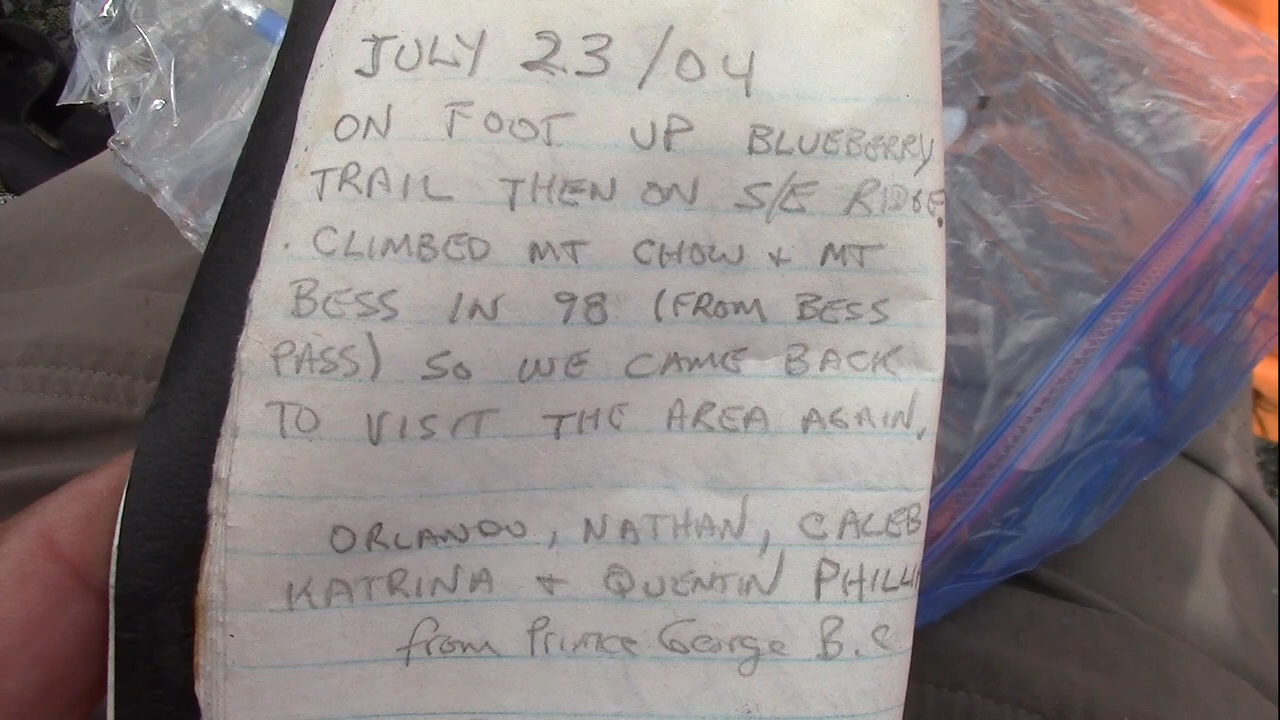 JULY 23/04
ON FOOT UP BLUEBERRY
TRAIL THEN ON S/E RIDGE.
. CLIMBED MT CHOW + MT
BESS IN 98 (FROM BESS
PASS) SO WE CAME BACK
TO VISIT THE AREA AGAIN.
ORLANDO, NATHAN, CALEB
KATRINA + QUENTIN
from Prince George B.C